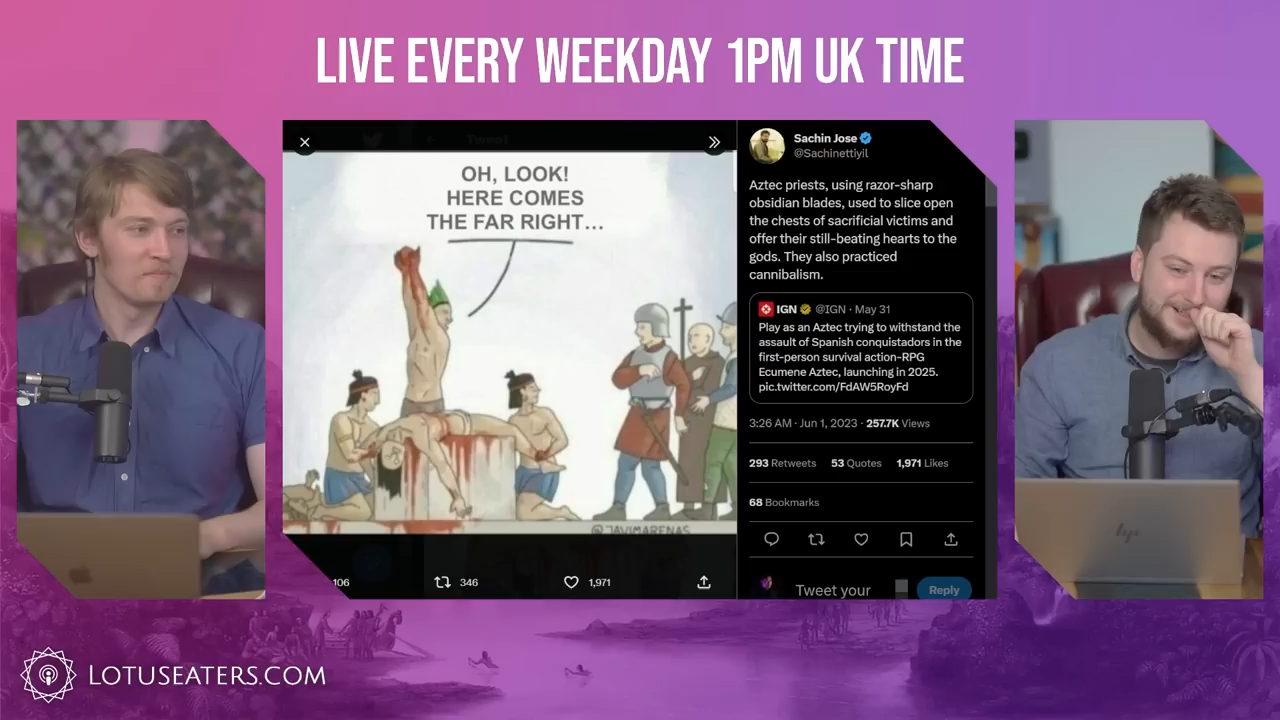 LIVE EVERY WEEKDAY 1PM UK TIME
Tweet
OH, LOOK!
HERE COMES
THE FAR RIGHT...
@JAVIMARENAS
106
346
1,971
Sachin Jose
@Sachinettiyil
Aztec priests, using razor-sharp
obsidian blades, used to slice open
the chests of sacrificial victims and
offer their still-beating hearts to the
gods. They also practiced
cannibalism.
IGN @IGN · May 31
Play as an Aztec trying to withstand the
assault of Spanish conquistadors in the
first-person survival action-RPG
Ecumene Aztec, launching in 2025.
pic.twitter.com/FdAW5RoyFd
3:26 AM · Jun 1, 2023 · 257.7K Views
293 Retweets 53 Quotes 1,971 Likes
68 Bookmarks
Tweet your
Reply
hp
LOTUSEATERS.COM